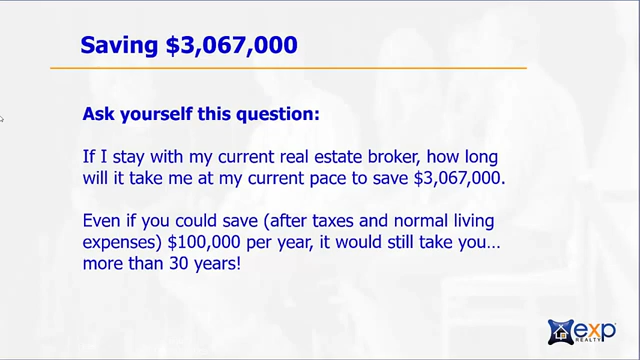 Saving $3,067,000
Ask yourself this question:
If I stay with my current real estate broker, how long
will it take me at my current pace to save $3,067,000.
Even if you could save (after taxes and normal living
expenses) $100,000 per year, it would still take you…
more than 30 years!
exp
REALTY